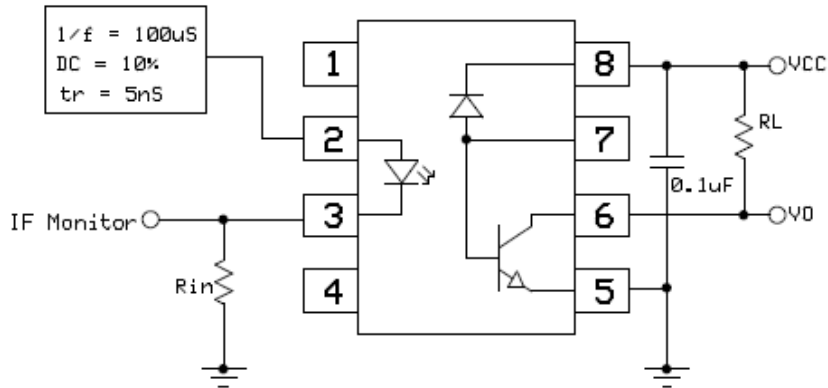 1/f = 100uS
DC = 10%
tr = 5nS
1
2
3
4
8
7
6
5
VCC
RL
0.1uF
VO
IF Monitor
Rin